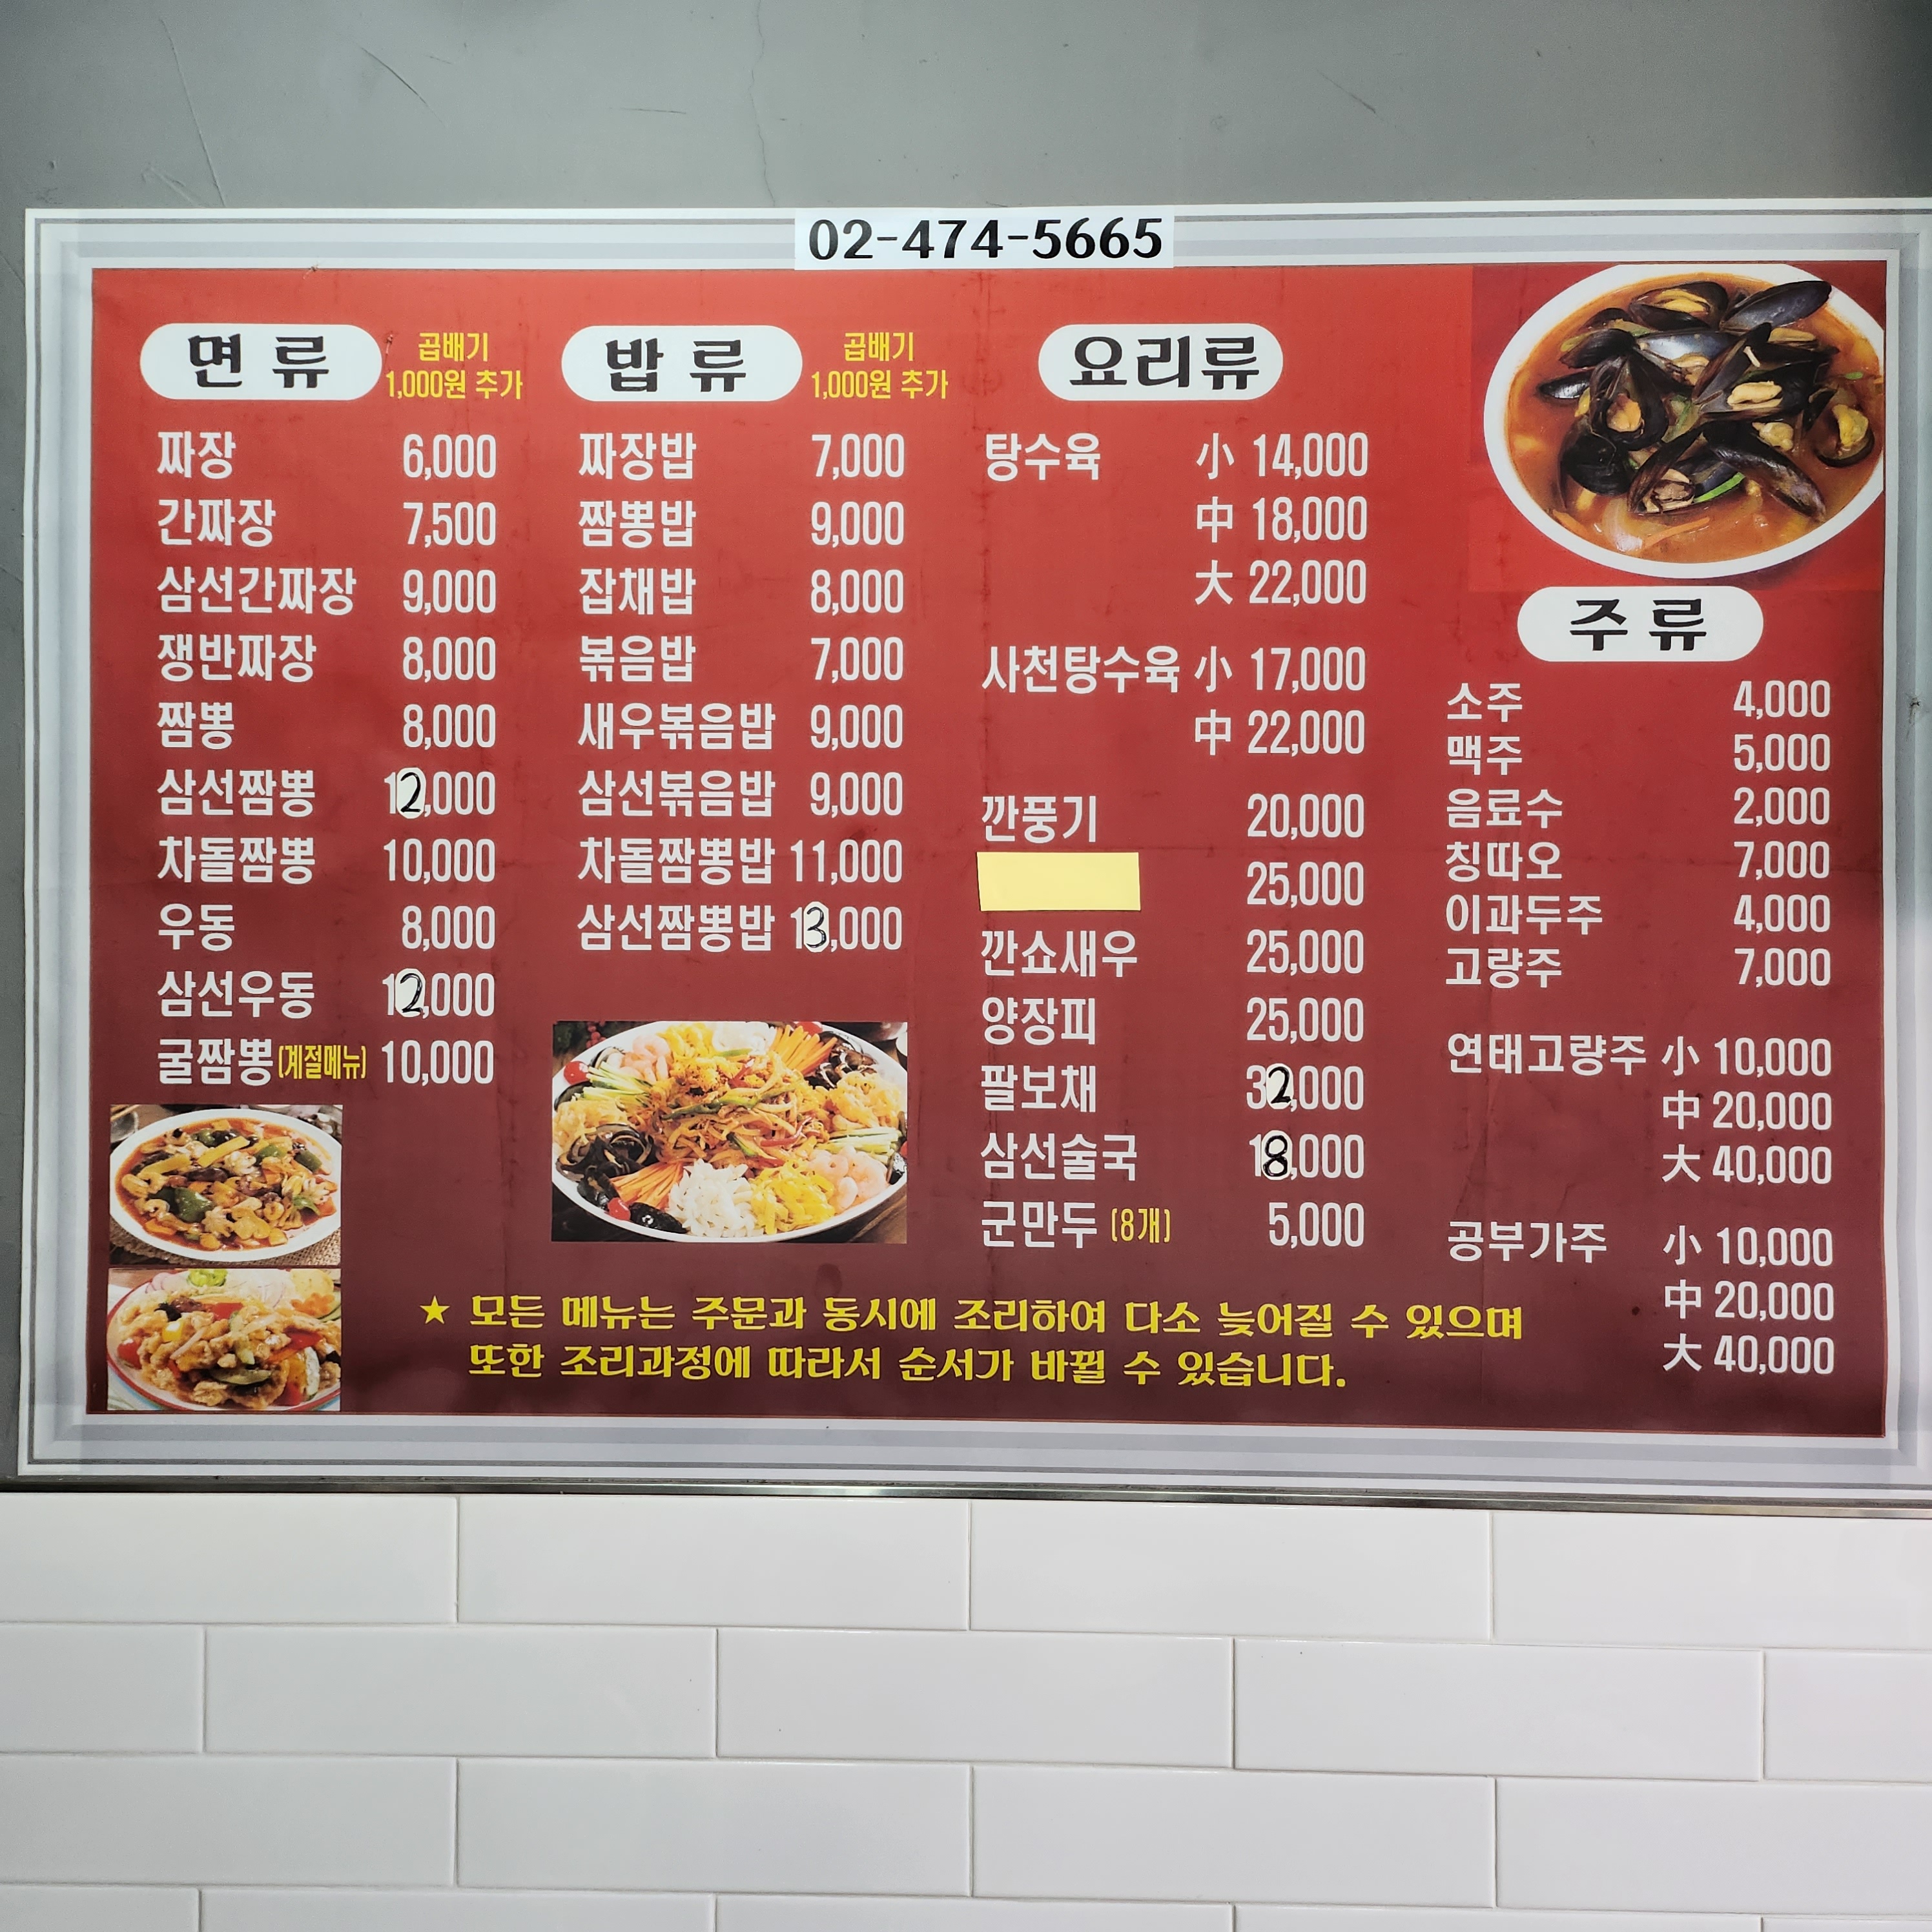 02-474-5665
면류 곱배기
1,000원 추가
짜장 6,000
간짜장 7,500
삼선간짜장 9,000
쟁반짜장 8,000
짬뽕 8,000
삼선짬뽕 12,000
차돌짬뽕 10,000
우동 8,000
삼선우동 12,000
굴짬뽕 (계절메뉴) 10,000
밥류 곱배기
1,000원 추가
짜장밥 7,000
짬뽕밥 9,000
잡채밥 8,000
볶음밥 7,000
새우볶음밥 9,000
삼선볶음밥 9,000
차돌짬뽕밥 11,000
삼선짬뽕밥 13,000
요리류
탕수육 小 14,000
中 18,000
大 22,000
사천탕수육 小 17,000
中 22,000
깐풍기 20,000
25,000
깐쇼새우 25,000
양장피 25,000
팔보채 32,000
삼선술국 18,000
군만두 (8개) 5,000
주류
소주 4,000
맥주 5,000
음료수 2,000
칭따오 7,000
이과두주 4,000
고량주 7,000
연태고량주 小 10,000
中 20,000
大 40,000
공부가주 小 10,000
中 20,000
大 40,000
★ 모든 메뉴는 주문과 동시에 조리하여 다소 늦어질 수 있으며
또한 조리과정에 따라서 순서가 바뀔 수 있습니다.